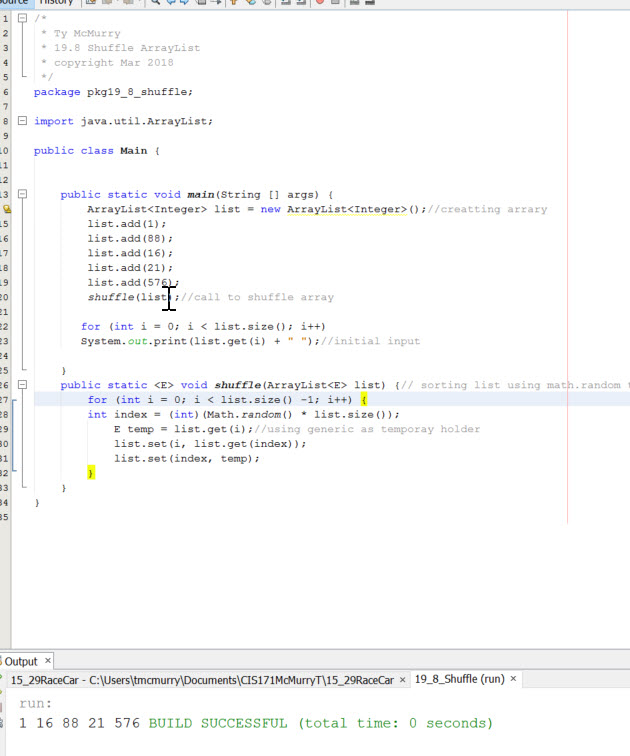 Source History
1 /*
2 * Ty McMurry
3 * 19.8 Shuffle ArrayList
4 * copyright Mar 2018
5 */
6 package pkg19_8_shuffle;
7
8 import java.util.ArrayList;
9
10 public class Main {
11
12
13 public static void main(String [] args) {
ArrayList<Integer> list = new ArrayList<Integer>();//creatting arrary
15 list.add(1);
16 list.add(88);
17 list.add(16);
18 list.add(21);
19 list.add(576);
20 shuffle(list);//call to shuffle array
21
22 for (int i = 0; i < list.size(); i++)
23 System.out.print(list.get(i) + " ");//initial input
24
25 }
26 public static <E> void shuffle(ArrayList<E> list) {// sorting list using math.random
27 for (int i = 0; i < list.size() -1; i++) {
28 int index = (int)(Math.random() * list.size());
29 E temp = list.get(i);//using generic as temporay holder
30 list.set(i, list.get(index));
31 list.set(index, temp);
32 }
33 }
34 }
35
Output ×
15_29RaceCar - C:\Users\tmcmurry\Documents\CIS171McMurryT\15_29RaceCar × 19_8_Shuffle (run) ×
run:
1 16 88 21 576 BUILD SUCCESSFUL (total time: 0 seconds)